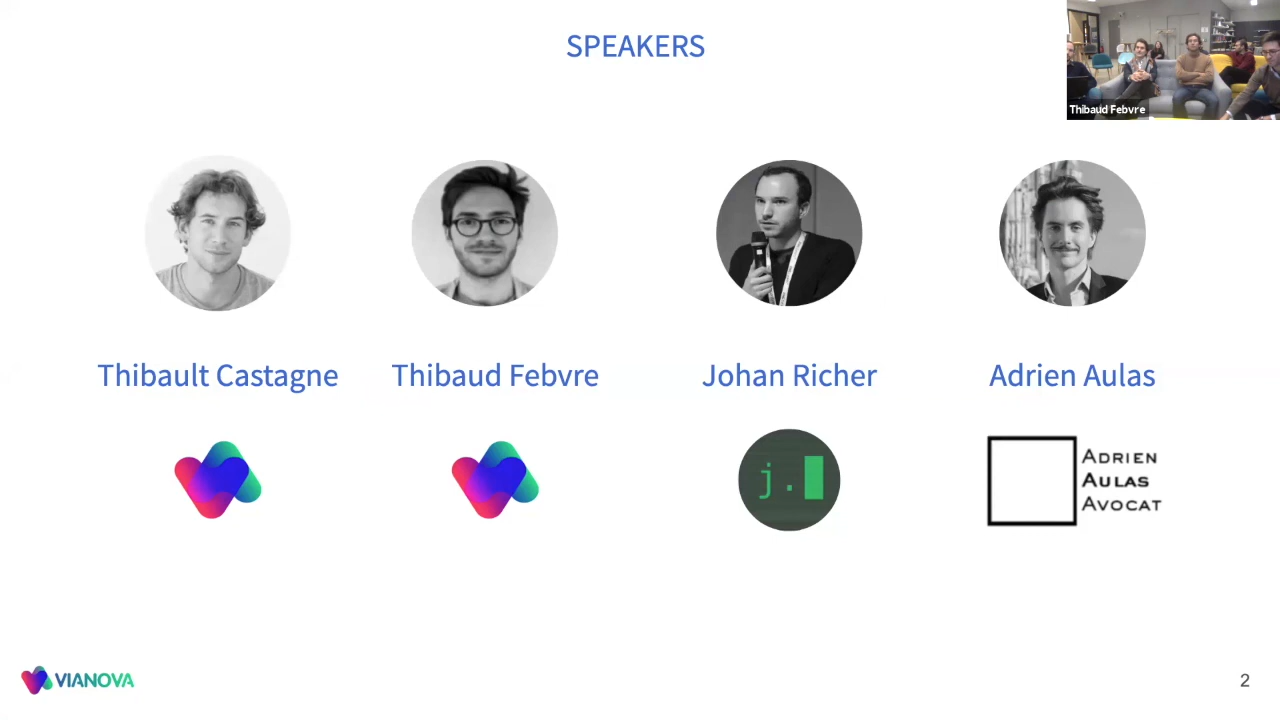 SPEAKERS
Thibaud Febvre
Thibault Castagne
Thibaud Febvre
Johan Richer
Adrien Aulas
j.
ADRIEN
AULAS
AVOCAT
VIANOVA
2